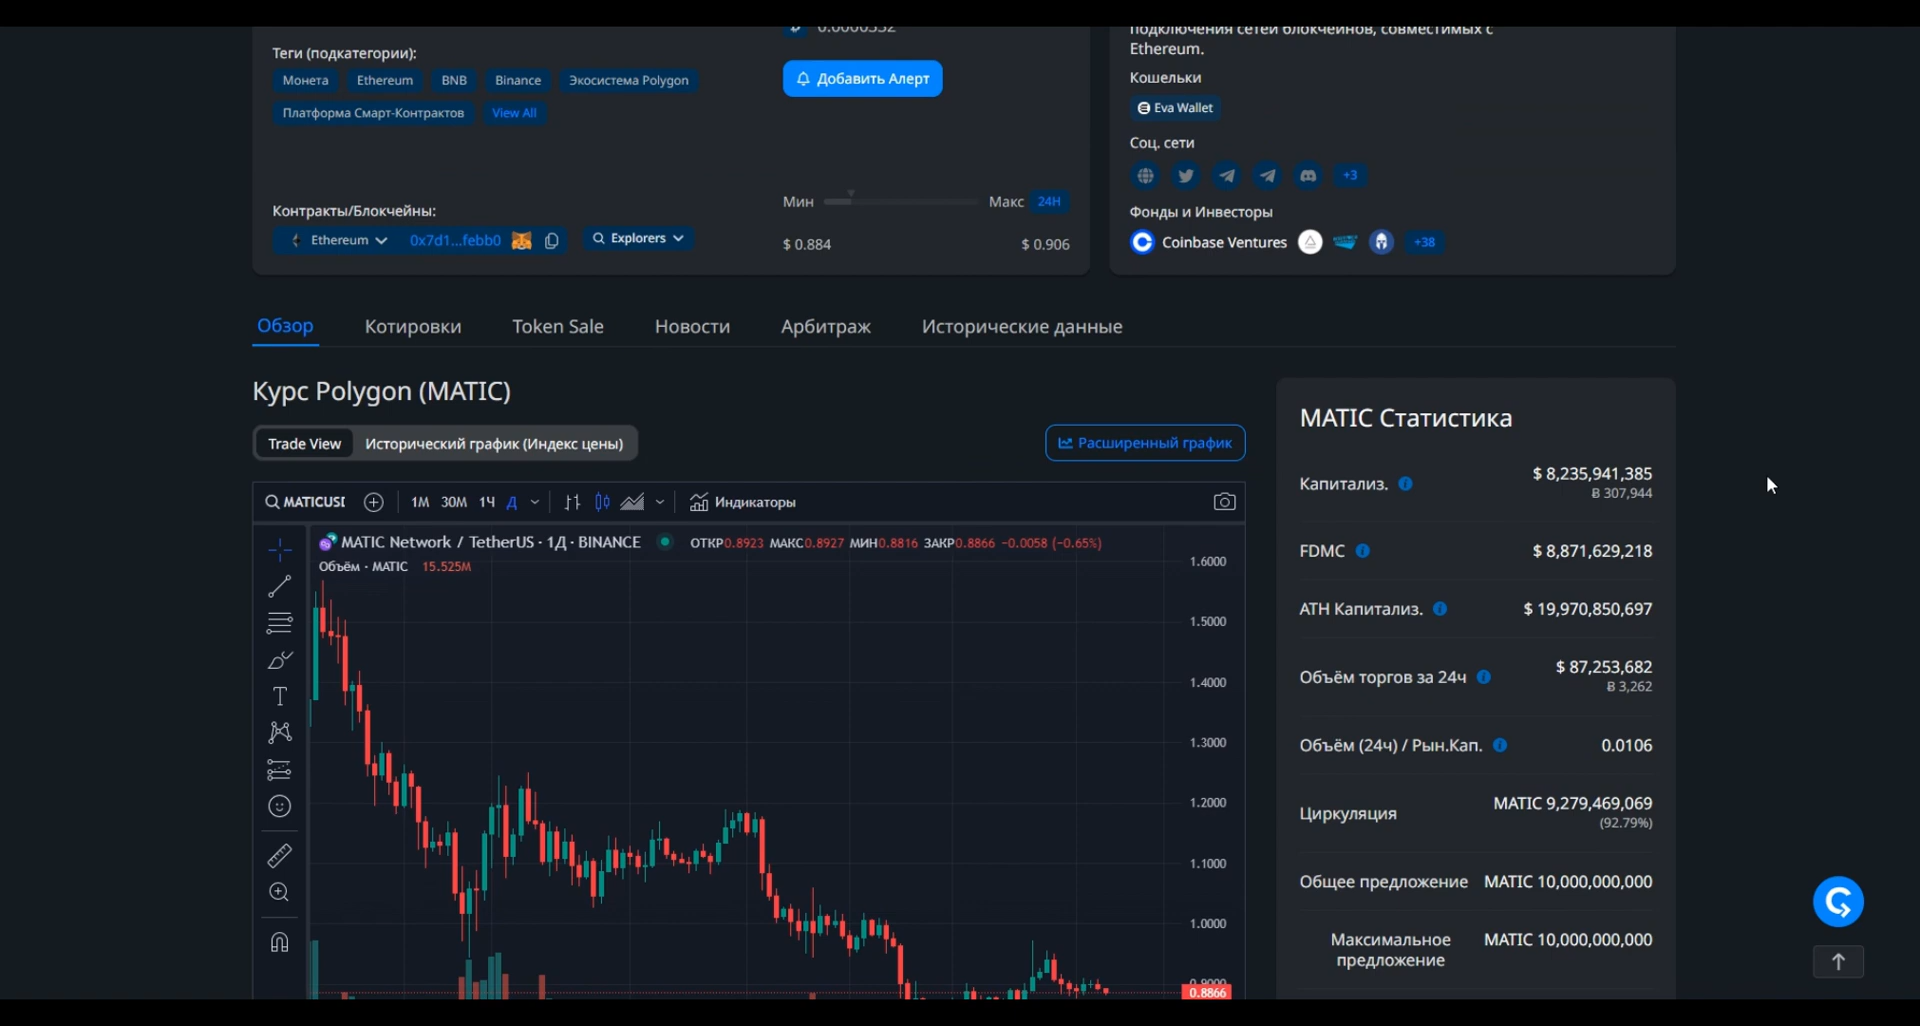 Теги (подкатегории):
Монета Ethereum BNB Binance Экосистема Polygon
Платформа Смарт-Контрактов View All
Контракты/Блокчейны:
Ethereum 0x7d1...febb0 Explorers
0.0000332
Добавить Алерт
Мин Макс 24H
$ 0.884 $ 0.906
подключения сетей блокчейнов, совместимых с
Ethereum.
Кошельки
Eva Wallet
Соц. сети
+3
Фонды и Инвесторы
Coinbase Ventures +38
Обзор Котировки Token Sale Новости Арбитраж Исторические данные
Курс Polygon (MATIC)
Trade View Исторический график (Индекс цены) Расширенный график
MATICUSI 1М 30М 1Ч Д Индикаторы
MATIC Network / TetherUS · 1Д · BINANCE ОТКР0.8923 МАКС0.8927 МИН0.8816 ЗАКР0.8866 −0.0058 (−0.65%)
Объём · MATIC 15.525M
1.6000
1.5000
1.4000
1.3000
1.2000
1.1000
1.0000
0.9000
0.8866
MATIC Статистика
Капитализ. $ 8,235,941,385
Ƀ 307,944
FDMC $ 8,871,629,218
ATH Капитализ. $ 19,970,850,697
Объём торгов за 24ч $ 87,253,682
Ƀ 3,262
Объём (24ч) / Рын.Кап. 0.0106
Циркуляция MATIC 9,279,469,069
(92.79%)
Общее предложение MATIC 10,000,000,000
Максимальное MATIC 10,000,000,000
предложение